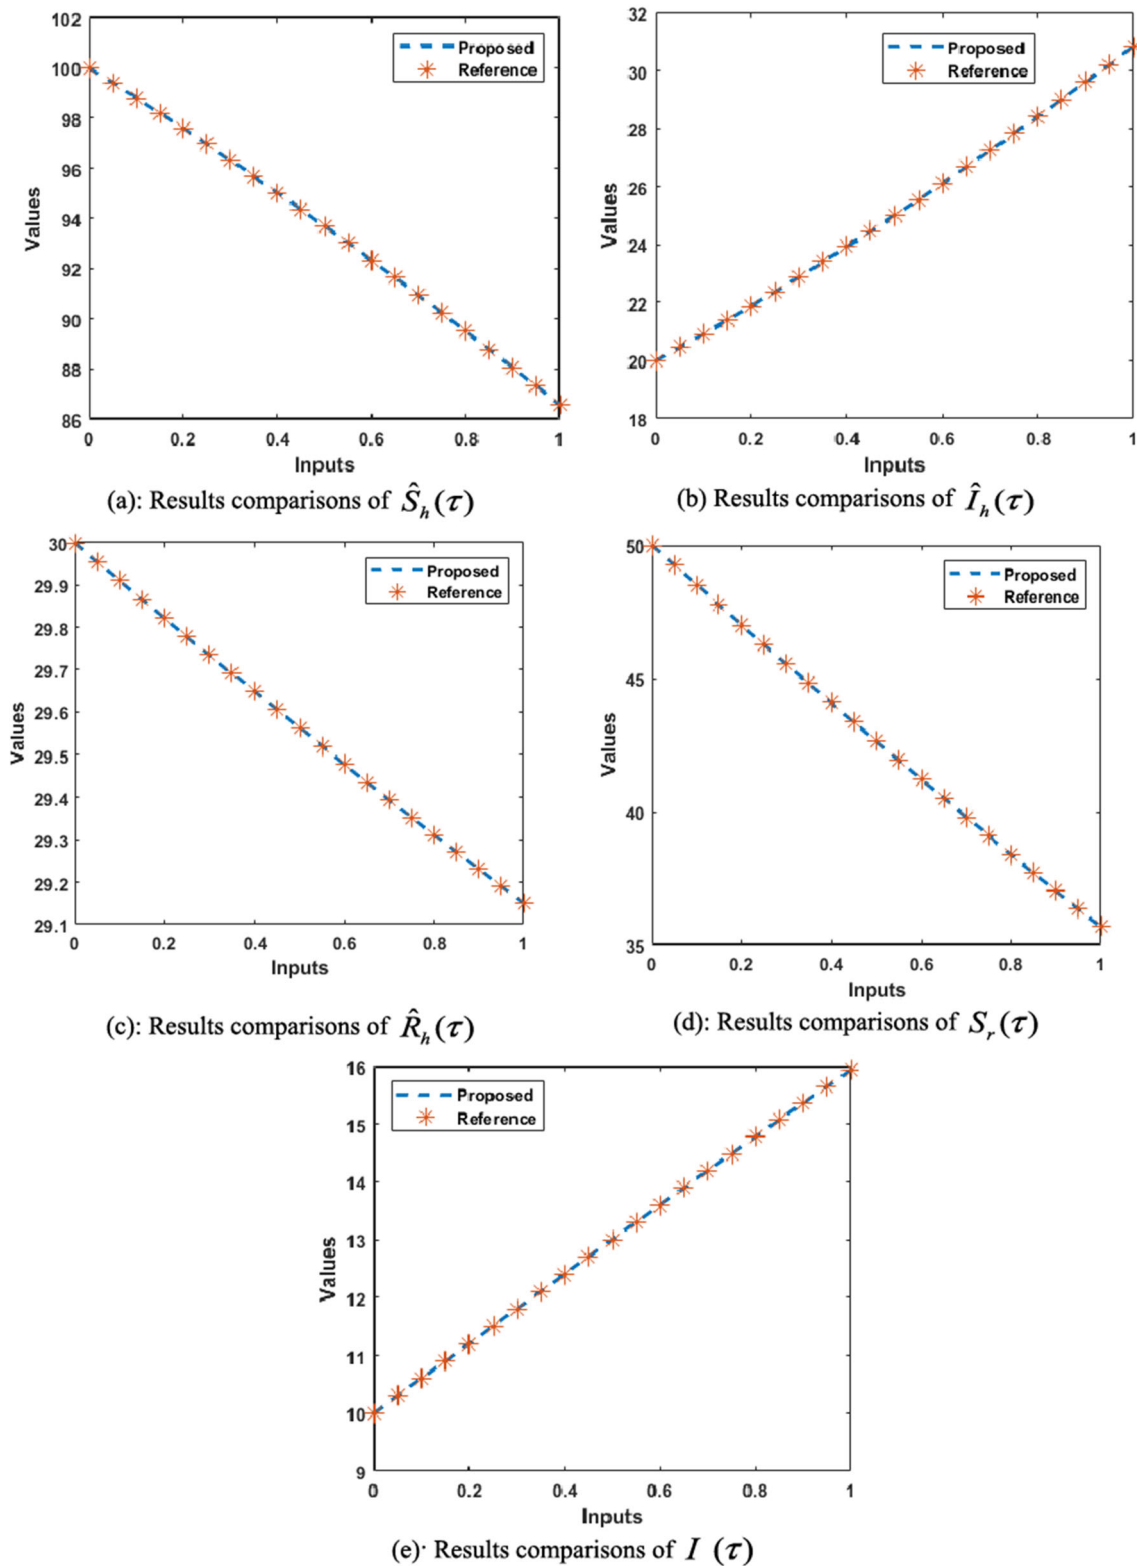 102
100
98
96
94
92
90
88
86
Values
Proposed
Reference
0 0.2 0.4 0.6 0.8 1
Inputs
(a): Results comparisons of Ŝ_h(τ)
32
30
28
26
24
22
20
18
Values
Proposed
Reference
0 0.2 0.4 0.6 0.8 1
Inputs
(b) Results comparisons of Î_h(τ)
30
29.9
29.8
29.7
29.6
29.5
29.4
29.3
29.2
29.1
Values
Proposed
Reference
0 0.2 0.4 0.6 0.8 1
Inputs
(c): Results comparisons of R̂_h(τ)
50
45
40
35
Values
Proposed
Reference
0 0.2 0.4 0.6 0.8 1
Inputs
(d): Results comparisons of S_r(τ)
16
15
14
13
12
11
10
9
Values
Proposed
Reference
0 0.2 0.4 0.6 0.8 1
Inputs
(e)· Results comparisons of I (τ)